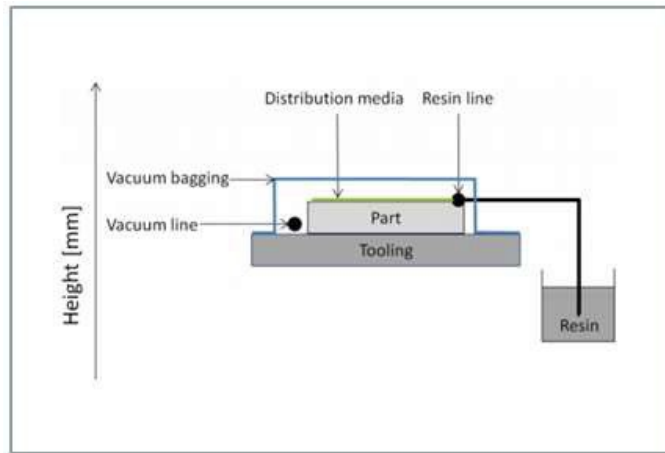 Distribution media
Resin line
Vacuum bagging
Vacuum line
Part
Tooling
Resin
Height [mm]